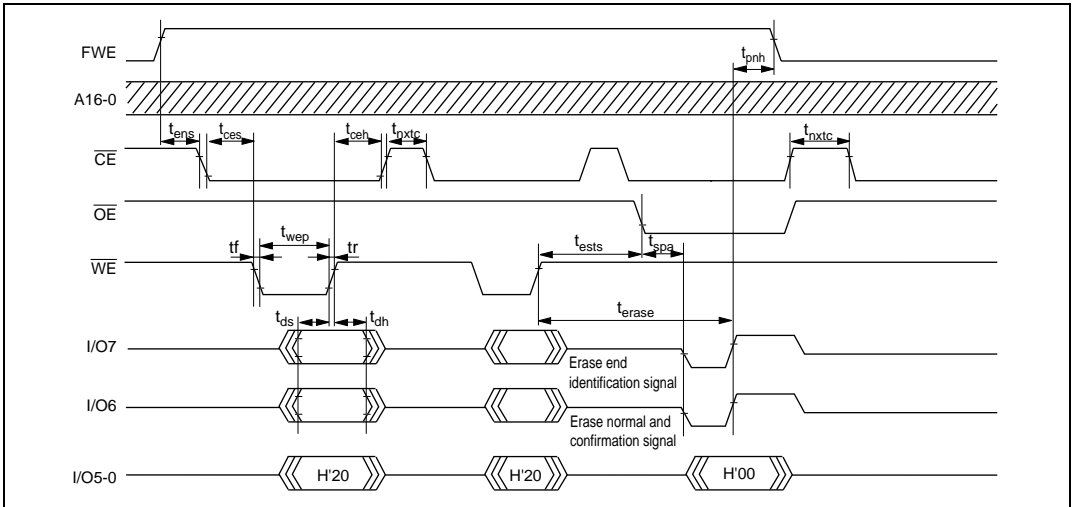 FWE
t_pnh
A16-0
t_ens t_ces t_ceh t_nxtc t_nxtc
CE
OE
tf t_wep tr t_ests t_spa
WE
t_ds t_dh t_erase
I/O7
Erase end
identification signal
I/O6
Erase normal and
confirmation signal
I/O5-0 H'20 H'20 H'00